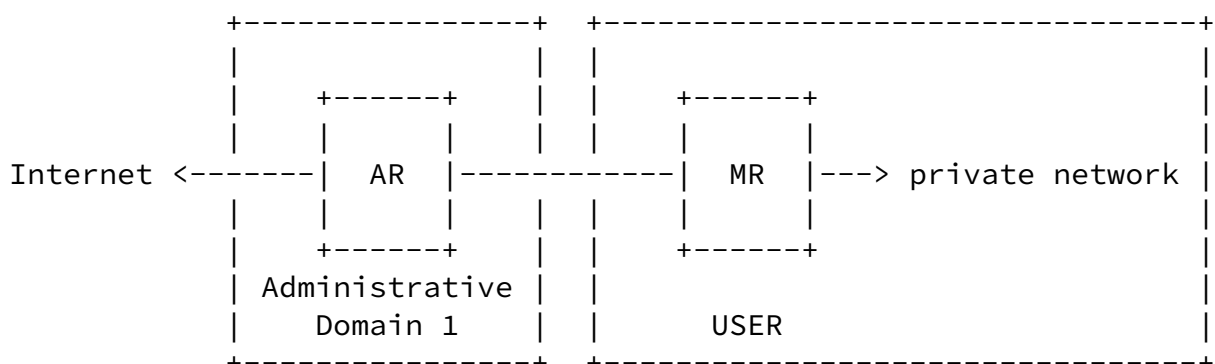 Internet <-------| AR |------------| MR |---> private network
Administrative
Domain 1 USER